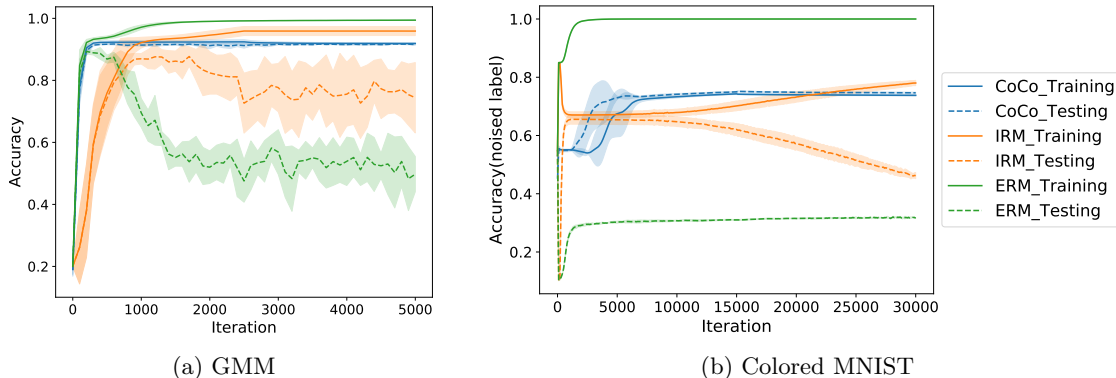 1.0
0.8
0.6
0.4
0.2
Accuracy
0 1000 2000 3000 4000 5000
Iteration
(a) GMM
1.0
0.8
0.6
0.4
0.2
Accuracy(noised label)
0 5000 10000 15000 20000 25000 30000
Iteration
(b) Colored MNIST
CoCo_Training
CoCo_Testing
IRM_Training
IRM_Testing
ERM_Training
ERM_Testing